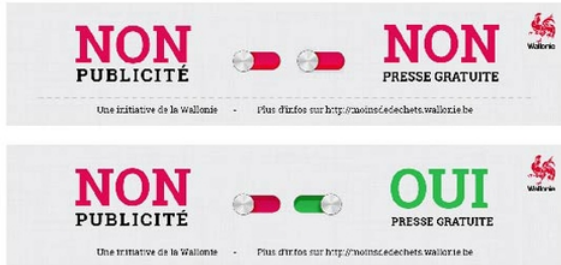 NON
PUBLICITÉ
NON
PRESSE GRATUITE
Wallonie
Une initiative de la Wallonie - Plus d'infos sur http://moinsdedechets.wallonie.be
NON
PUBLICITÉ
OUI
PRESSE GRATUITE
Wallonie
Une initiative de la Wallonie - Plus d'infos sur http://moinsdedechets.wallonie.be